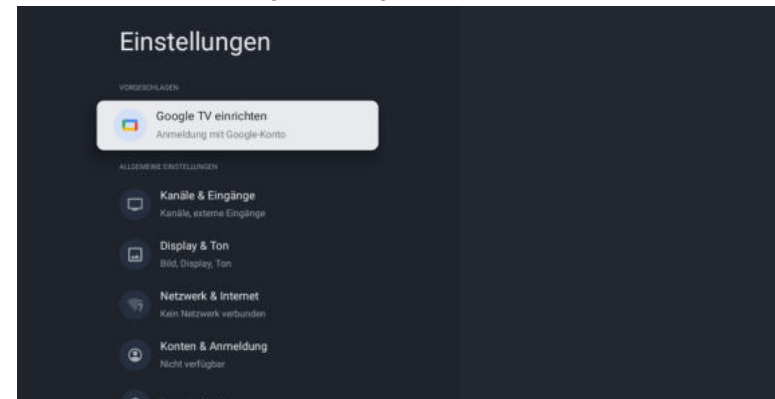 Einstellungen
VORGESCHLAGEN
Google TV einrichten
Anmeldung mit Google-Konto
ALLGEMEINE EINSTELLUNGEN
Kanäle & Eingänge
Kanäle, externe Eingänge
Display & Ton
Bild, Display, Ton
Netzwerk & Internet
Kein Netzwerk verbunden
Konten & Anmeldung
Nicht verfügbar